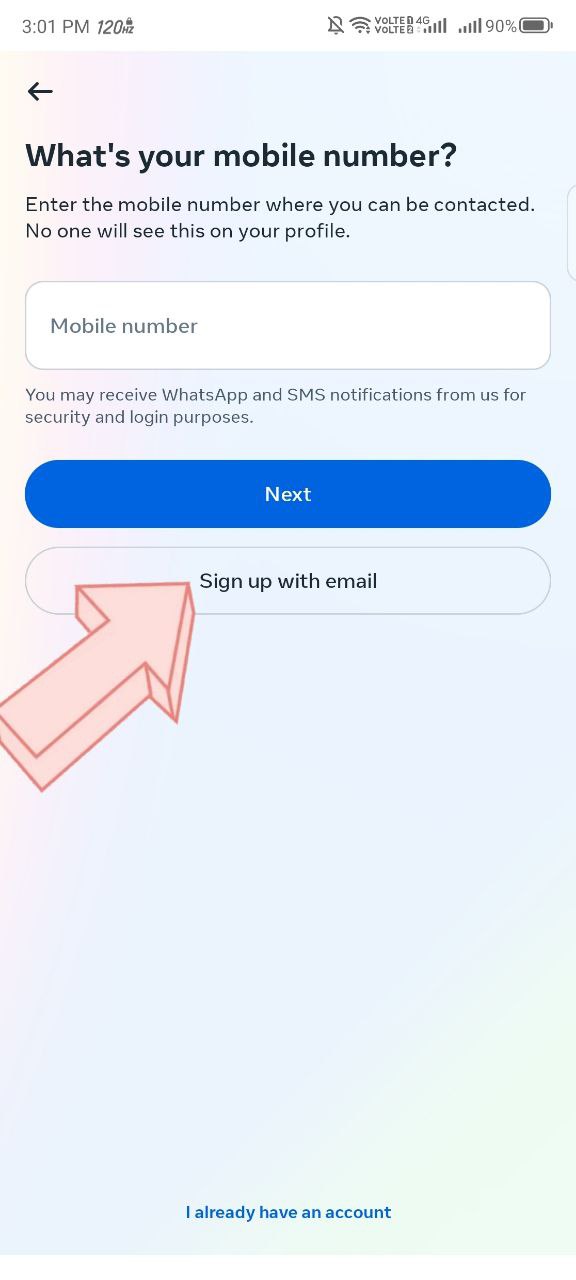 3:01 PM 120HZ VOLTE 1 4G VOLTE 2 90%
What's your mobile number?
Enter the mobile number where you can be contacted.
No one will see this on your profile.
Mobile number
You may receive WhatsApp and SMS notifications from us for
security and login purposes.
Next
Sign up with email
I already have an account